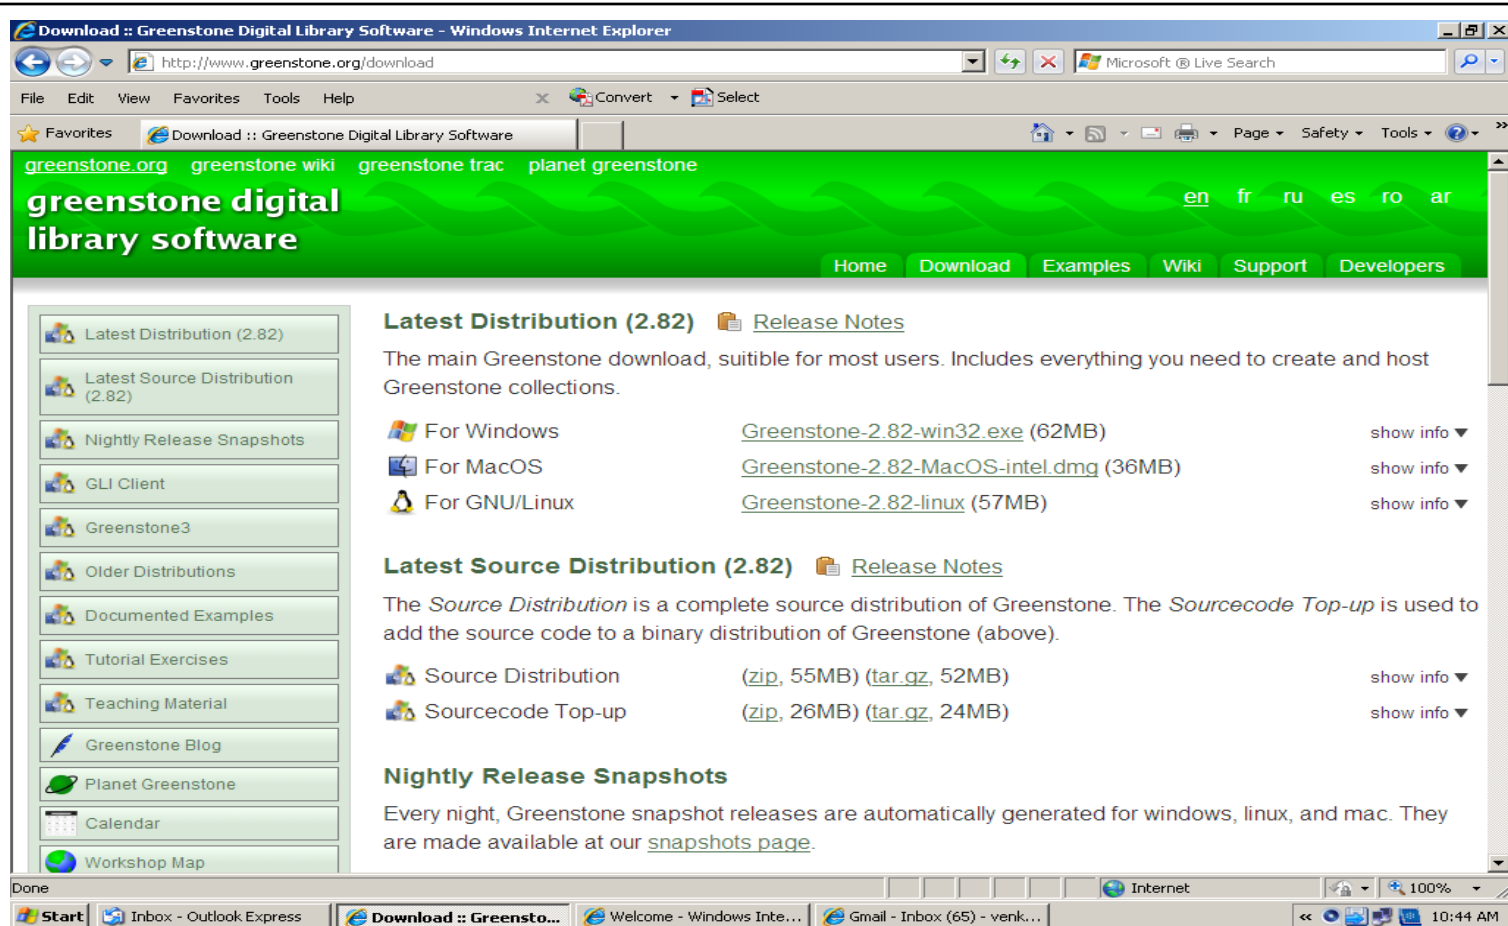 Download :: Greenstone Digital Library Software - Windows Internet Explorer
http://www.greenstone.org/download
Microsoft ® Live Search
File Edit View Favorites Tools Help
Convert Select
Favorites
Download :: Greenstone Digital Library Software
Page Safety Tools
greenstone.org greenstone wiki greenstone trac planet greenstone
greenstone digital
library software
en fr ru es ro ar
Home Download Examples Wiki Support Developers
Latest Distribution (2.82)
Latest Source Distribution
(2.82)
Nightly Release Snapshots
GLI Client
Greenstone3
Older Distributions
Documented Examples
Tutorial Exercises
Teaching Material
Greenstone Blog
Planet Greenstone
Calendar
Workshop Map
Latest Distribution (2.82) Release Notes
The main Greenstone download, suitible for most users. Includes everything you need to create and host
Greenstone collections.
For Windows Greenstone-2.82-win32.exe (62MB) show info
For MacOS Greenstone-2.82-MacOS-intel.dmg (36MB) show info
For GNU/Linux Greenstone-2.82-linux (57MB) show info
Latest Source Distribution (2.82) Release Notes
The Source Distribution is a complete source distribution of Greenstone. The Sourcecode Top-up is used to
add the source code to a binary distribution of Greenstone (above).
Source Distribution (zip, 55MB) (tar.gz, 52MB) show info
Sourcecode Top-up (zip, 26MB) (tar.gz, 24MB) show info
Nightly Release Snapshots
Every night, Greenstone snapshot releases are automatically generated for windows, linux, and mac. They
are made available at our snapshots page.
Done
Internet
100%
Start
Inbox - Outlook Express
Download :: Greensto...
Welcome - Windows Inte...
Gmail - Inbox (65) - venk...
10:44 AM